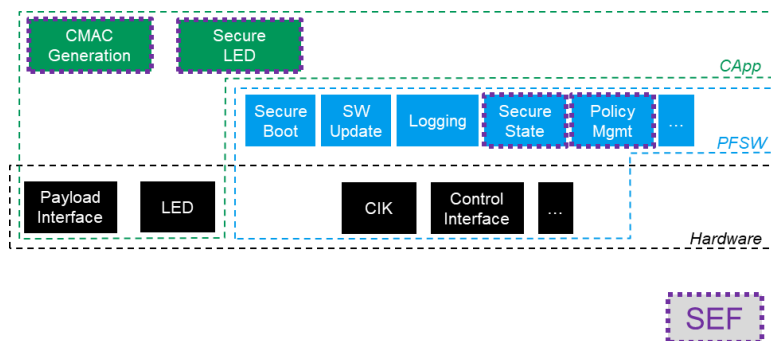 CMAC
Generation
Secure
LED
CApp
Secure
Boot
SW
Update
Logging
Secure
State
Policy
Mgmt
...
PFSW
Payload
Interface
LED
CIK
Control
Interface
...
Hardware
SEF